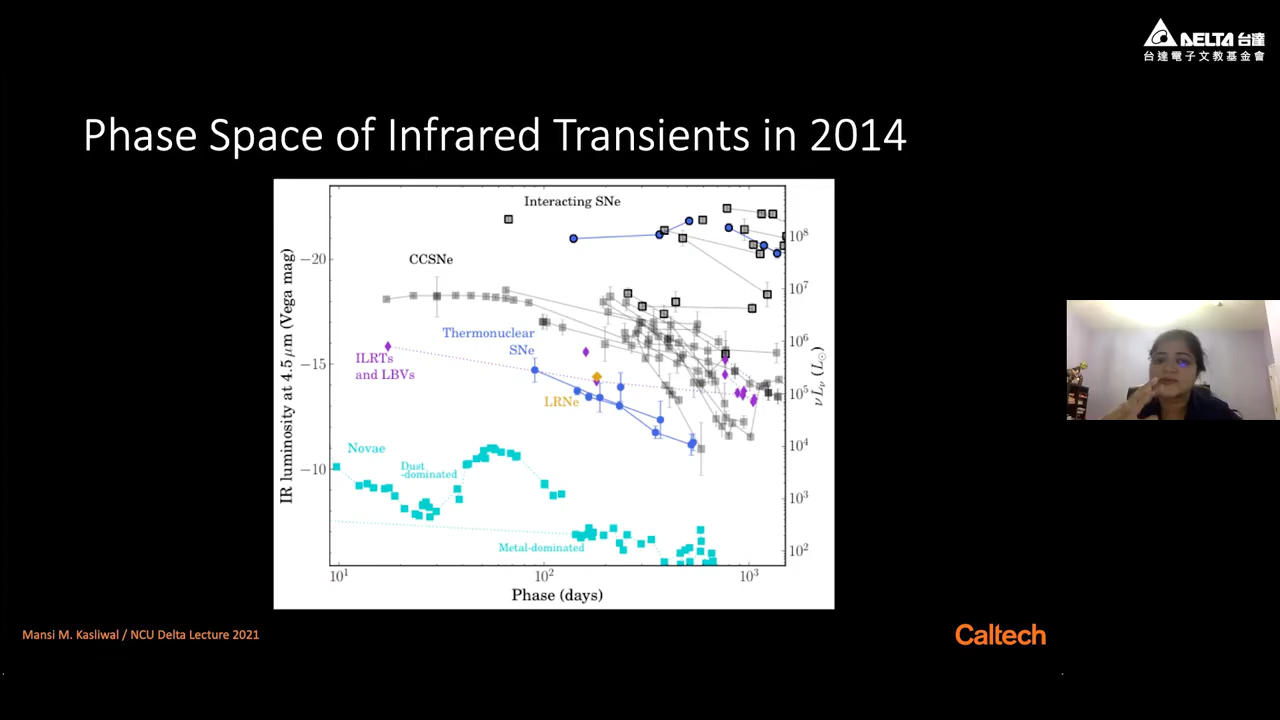 DELTA 台達
台達電子文教基金會
Phase Space of Infrared Transients in 2014
Interacting SNe
CCSNe
Thermonuclear
SNe
ILRTs
and LBVs
LRNe
Novae
Dust
-dominated
Metal-dominated
IR luminosity at 4.5 μm (Vega mag)
−20
−15
−10
10⁸
10⁷
10⁶
10⁵
10⁴
10³
10²
νLν (L⊙)
10¹
10²
10³
Phase (days)
Mansi M. Kasliwal / NCU Delta Lecture 2021
Caltech